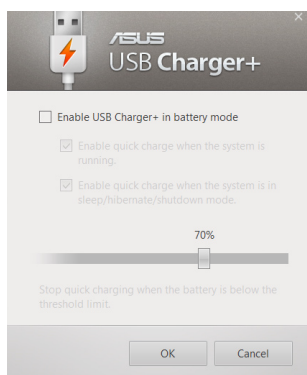 ASUS
USB Charger+
Enable USB Charger+ in battery mode
Enable quick charge when the system is
running.
Enable quick charge when the system is in
sleep/hibernate/shutdown mode.
70%
Stop quick charging when the battery is below the
threshold limit.
OK
Cancel